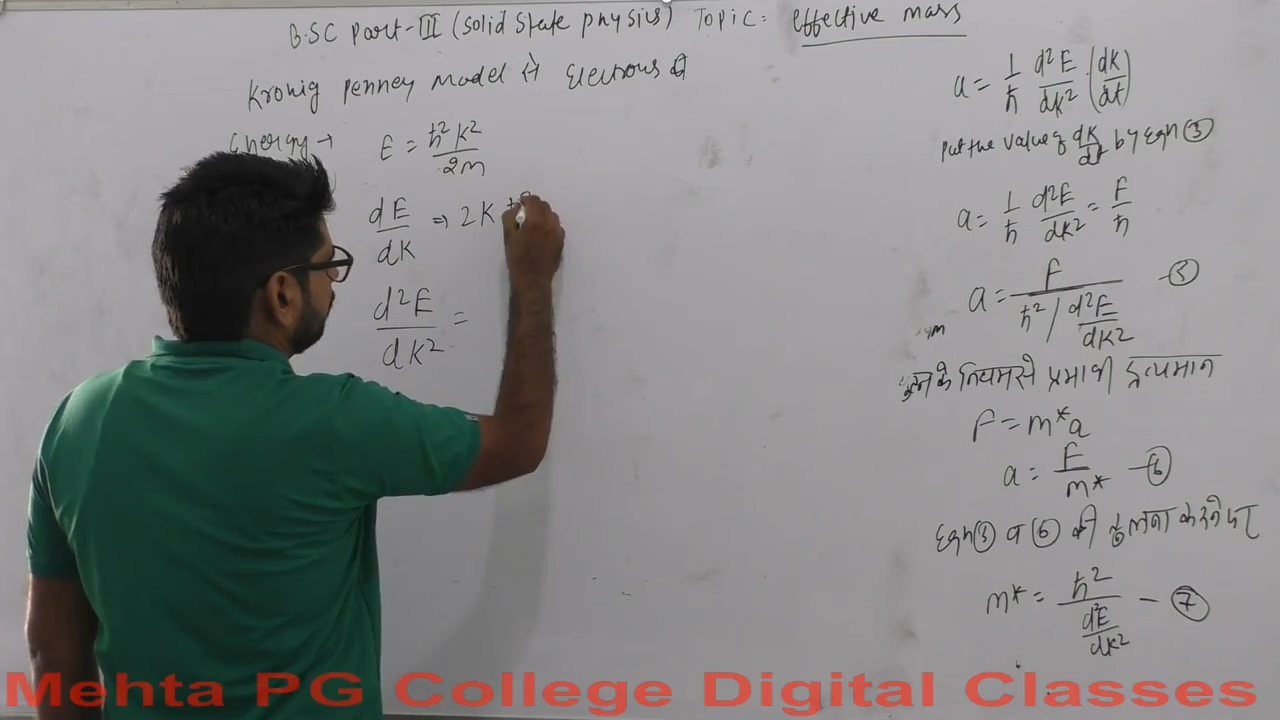 B.SC Part-III (Solid State physics) Topic: effective mass
Kronig Penney Model में Electrons की
Energy →
E = ħ²K²/2m
dE/dK ⇒ 2K
d²E/dK² =
a = 1/ħ d²E/dK² (dK/dt)
Put the value of dK/dt by Eqn (3)
a = 1/ħ d²E/dK² = F/ħ
a = F/ħ²/d²E/dK² -(5)
के नियम से प्रभावी द्रव्यमान
F = m*a
a = F/m* -(6)
Eqn (5) व (6) की तुलना करने पर
m* = ħ²/d²E/dK² - (7)
Mehta PG College Digital Classes